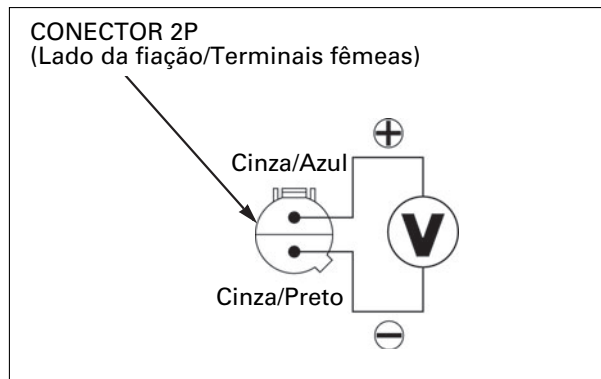 CONECTOR 2P
(Lado da fiação/Terminais fêmeas)
+
Cinza/Azul
V
Cinza/Preto
−